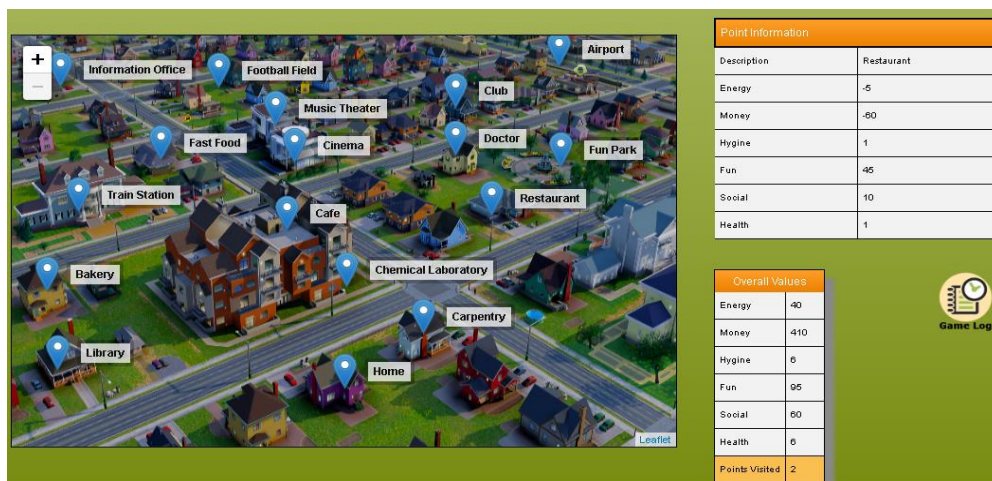 +
−
Airport
Information Office
Football Field
Club
Music Theater
Fast Food
Cinema
Doctor
Fun Park
Train Station
Restaurant
Cafe
Bakery
Chemical Laboratory
Carpentry
Library
Home
Leaflet
Point Information
Description Restaurant
Energy -5
Money -60
Hygine 1
Fun 45
Social 10
Health 1
Overall Values
Energy 40
Money 410
Hygine 6
Fun 95
Social 60
Health 6
Points Visited 2
Game Log